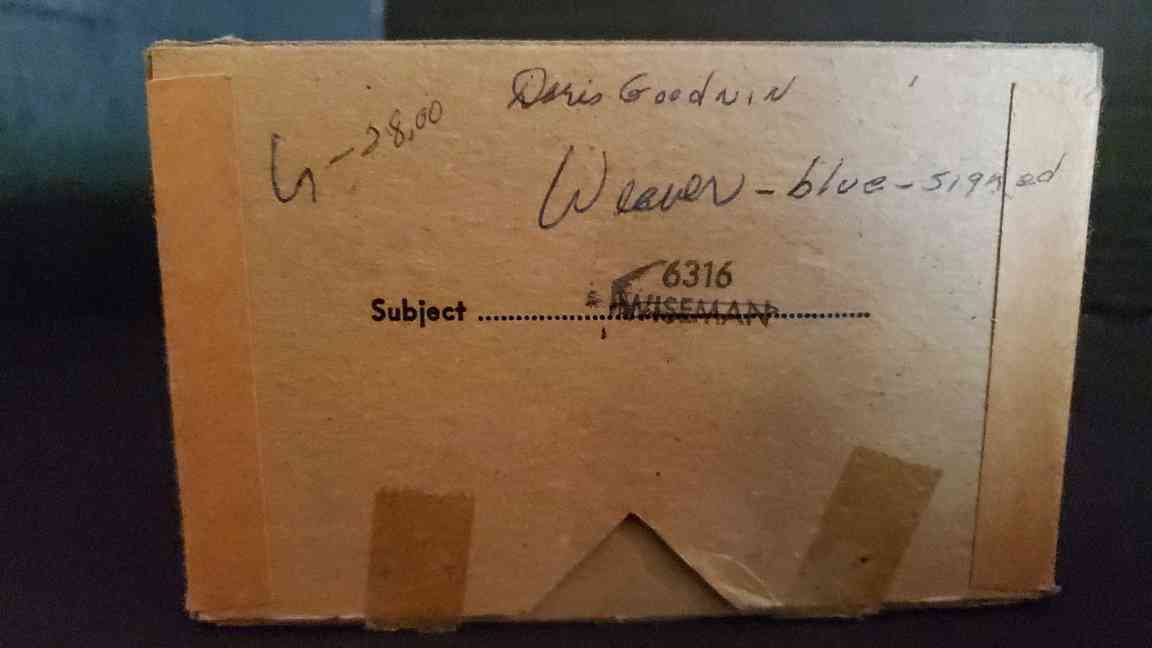 Doris Goodwin
G-28.00
Weaver-blue-signed
6316
Subject ........................................ WISEMAN